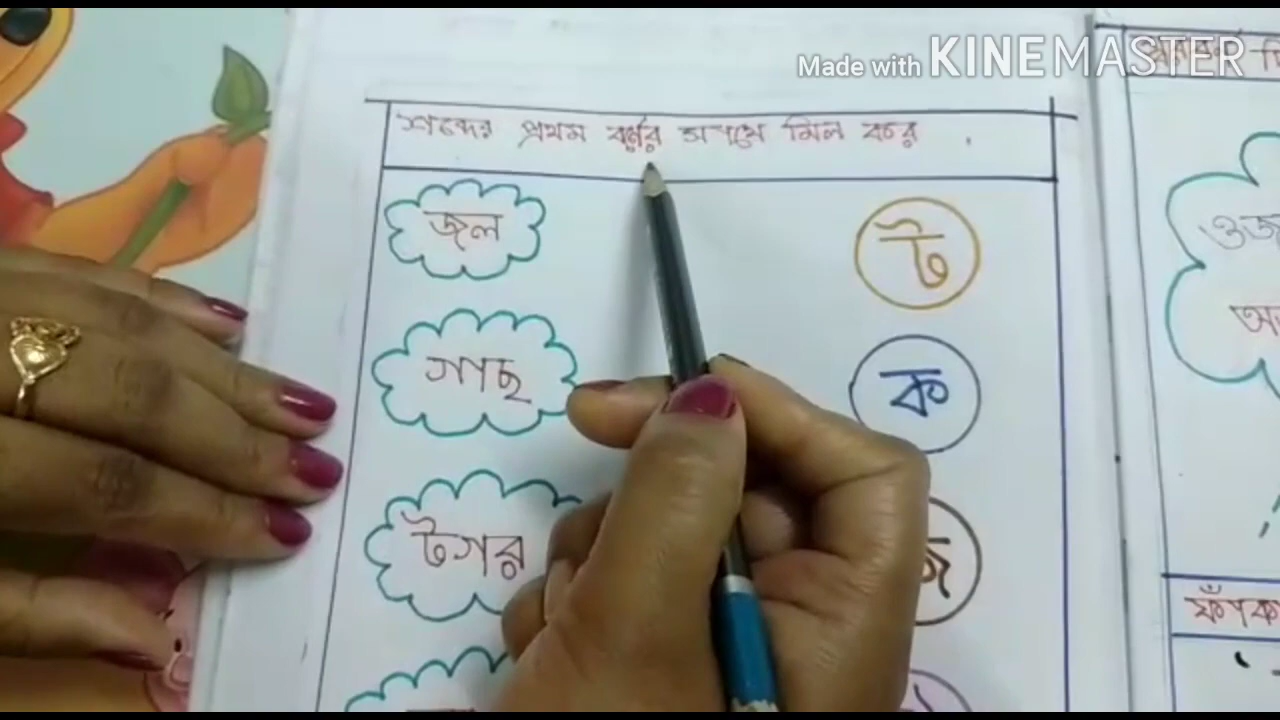 Made with KINEMASTER
শব্দের প্রথম বর্ণের সাথে মিল কর .
জল
ট
গাছ
ক
টগর
জ
ফাঁকা